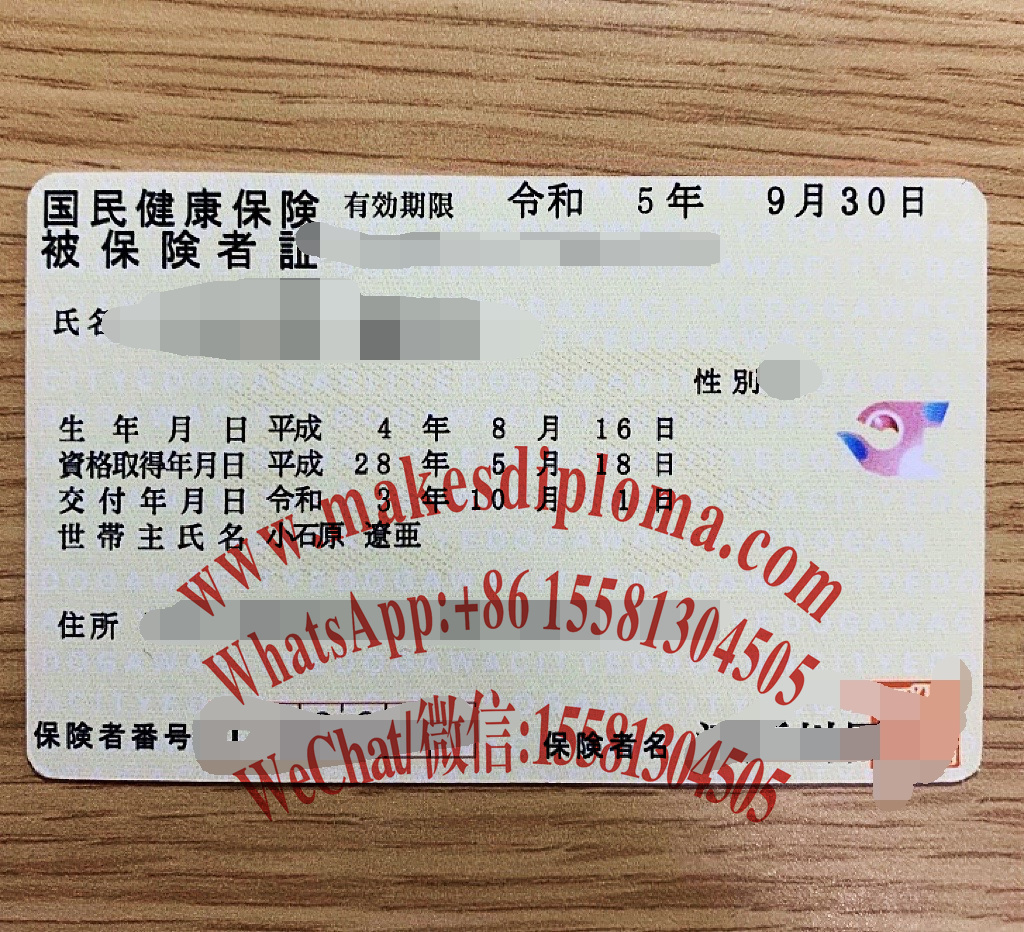 国民健康保険 有効期限 令和 5年 9月30日
被保険者証
氏名
性別
生年月日 平成 4年 8月 16日
資格取得年月日 平成 28年 5月 18日
交付年月日 令和 3年 10月 1日
世帯主氏名 小石原 遼亜
www.makesdiploma.com
住所
WhatsApp:+86 15581304505
保険者番号
保険者名
WeChat/微信:15581304505